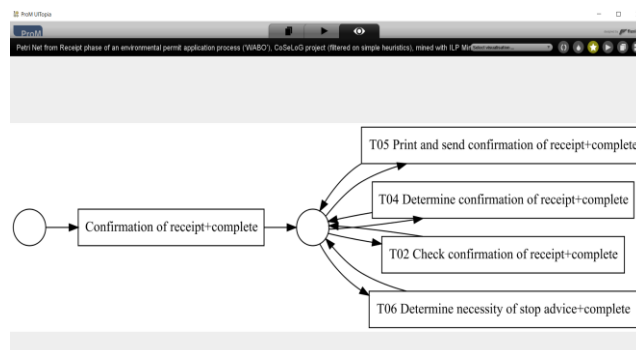 ProM UITopia
ProM
Petri Net from Receipt phase of an environmental permit application process ('WABO'), CoSeLoG project (filtered on simple heuristics), mined with ILP Min
T05 Print and send confirmation of receipt+complete
T04 Determine confirmation of receipt+complete
Confirmation of receipt+complete
T02 Check confirmation of receipt+complete
T06 Determine necessity of stop advice+complete